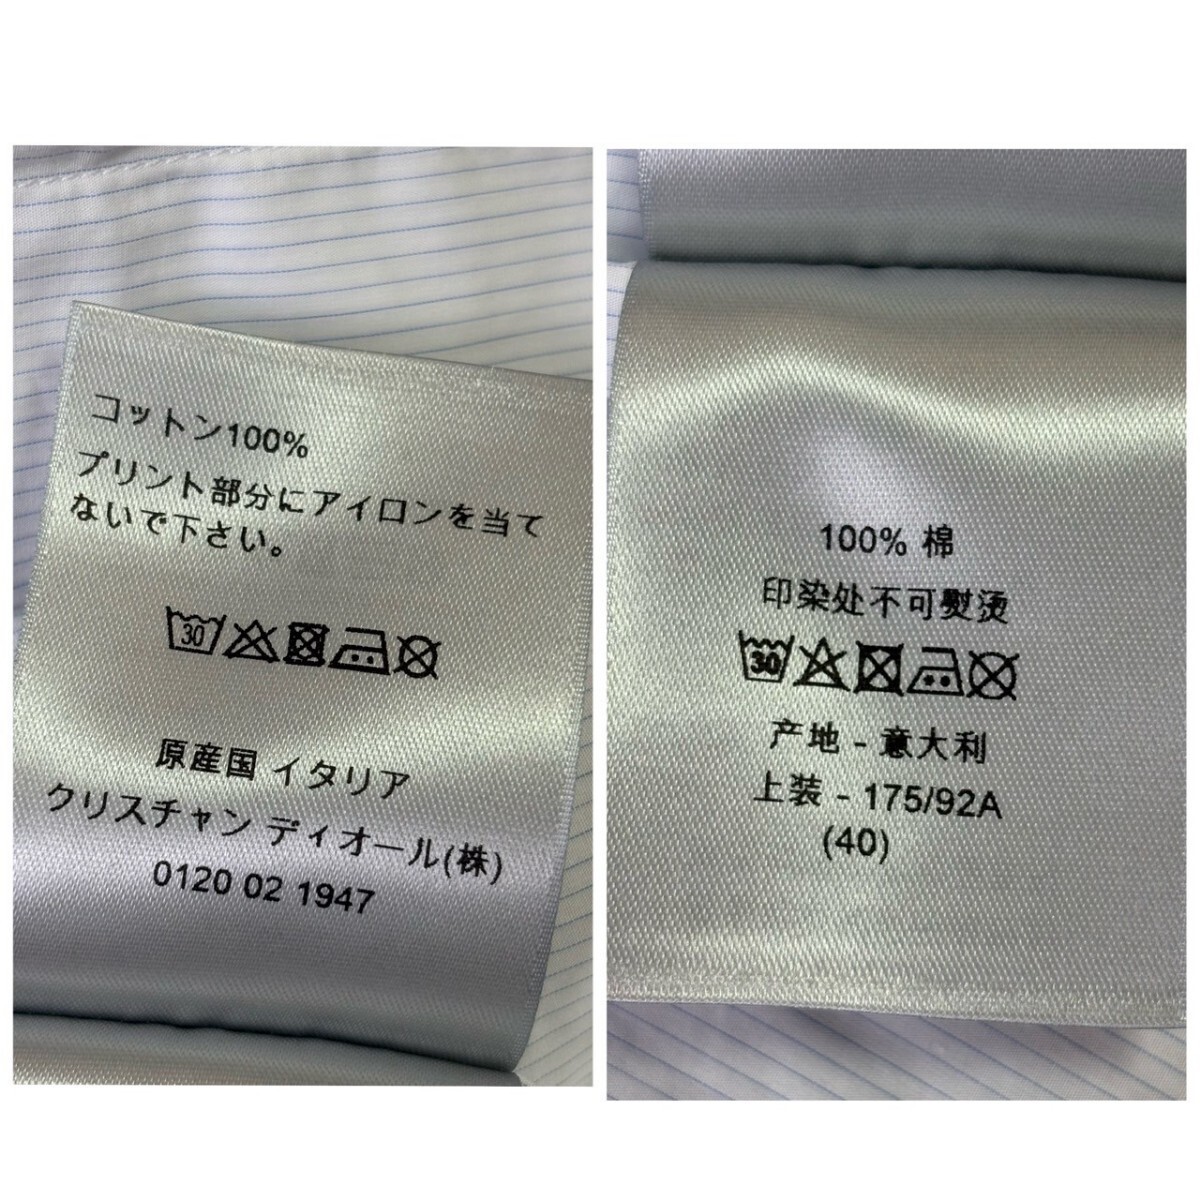 コットン100%
プリント部分にアイロンを当て
ないで下さい。
30
原産国 イタリア
クリスチャン ディオール(株)
0120 02 1947
100% 棉
印染处不可熨烫
30
产地 - 意大利
上装 - 175/92A
(40)